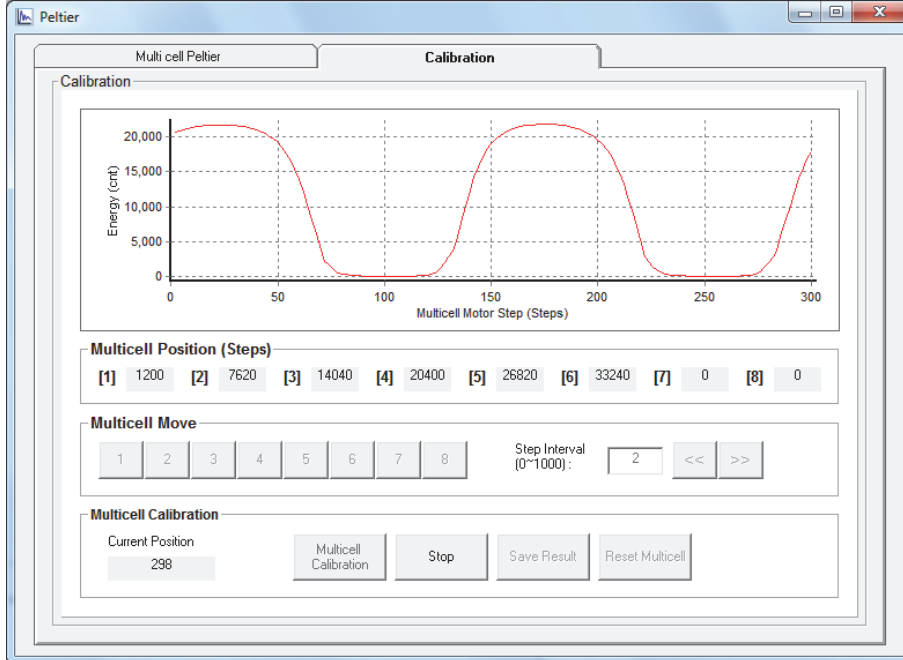 Peltier
Multi cell Peltier
Calibration
Calibration
Energy (cnt)
20,000
15,000
10,000
5,000
0
0 50 100 150 200 250 300
Multicell Motor Step (Steps)
Multicell Position (Steps)
[1] 1200 [2] 7620 [3] 14040 [4] 20400 [5] 26820 [6] 33240 [7] 0 [8] 0
Multicell Move
1 2 3 4 5 6 7 8
Step Interval
(0~1000) :
2 << >>
Multicell Calibration
Current Position
298
Multicell
Calibration
Stop
Save Result
Reset Multicell